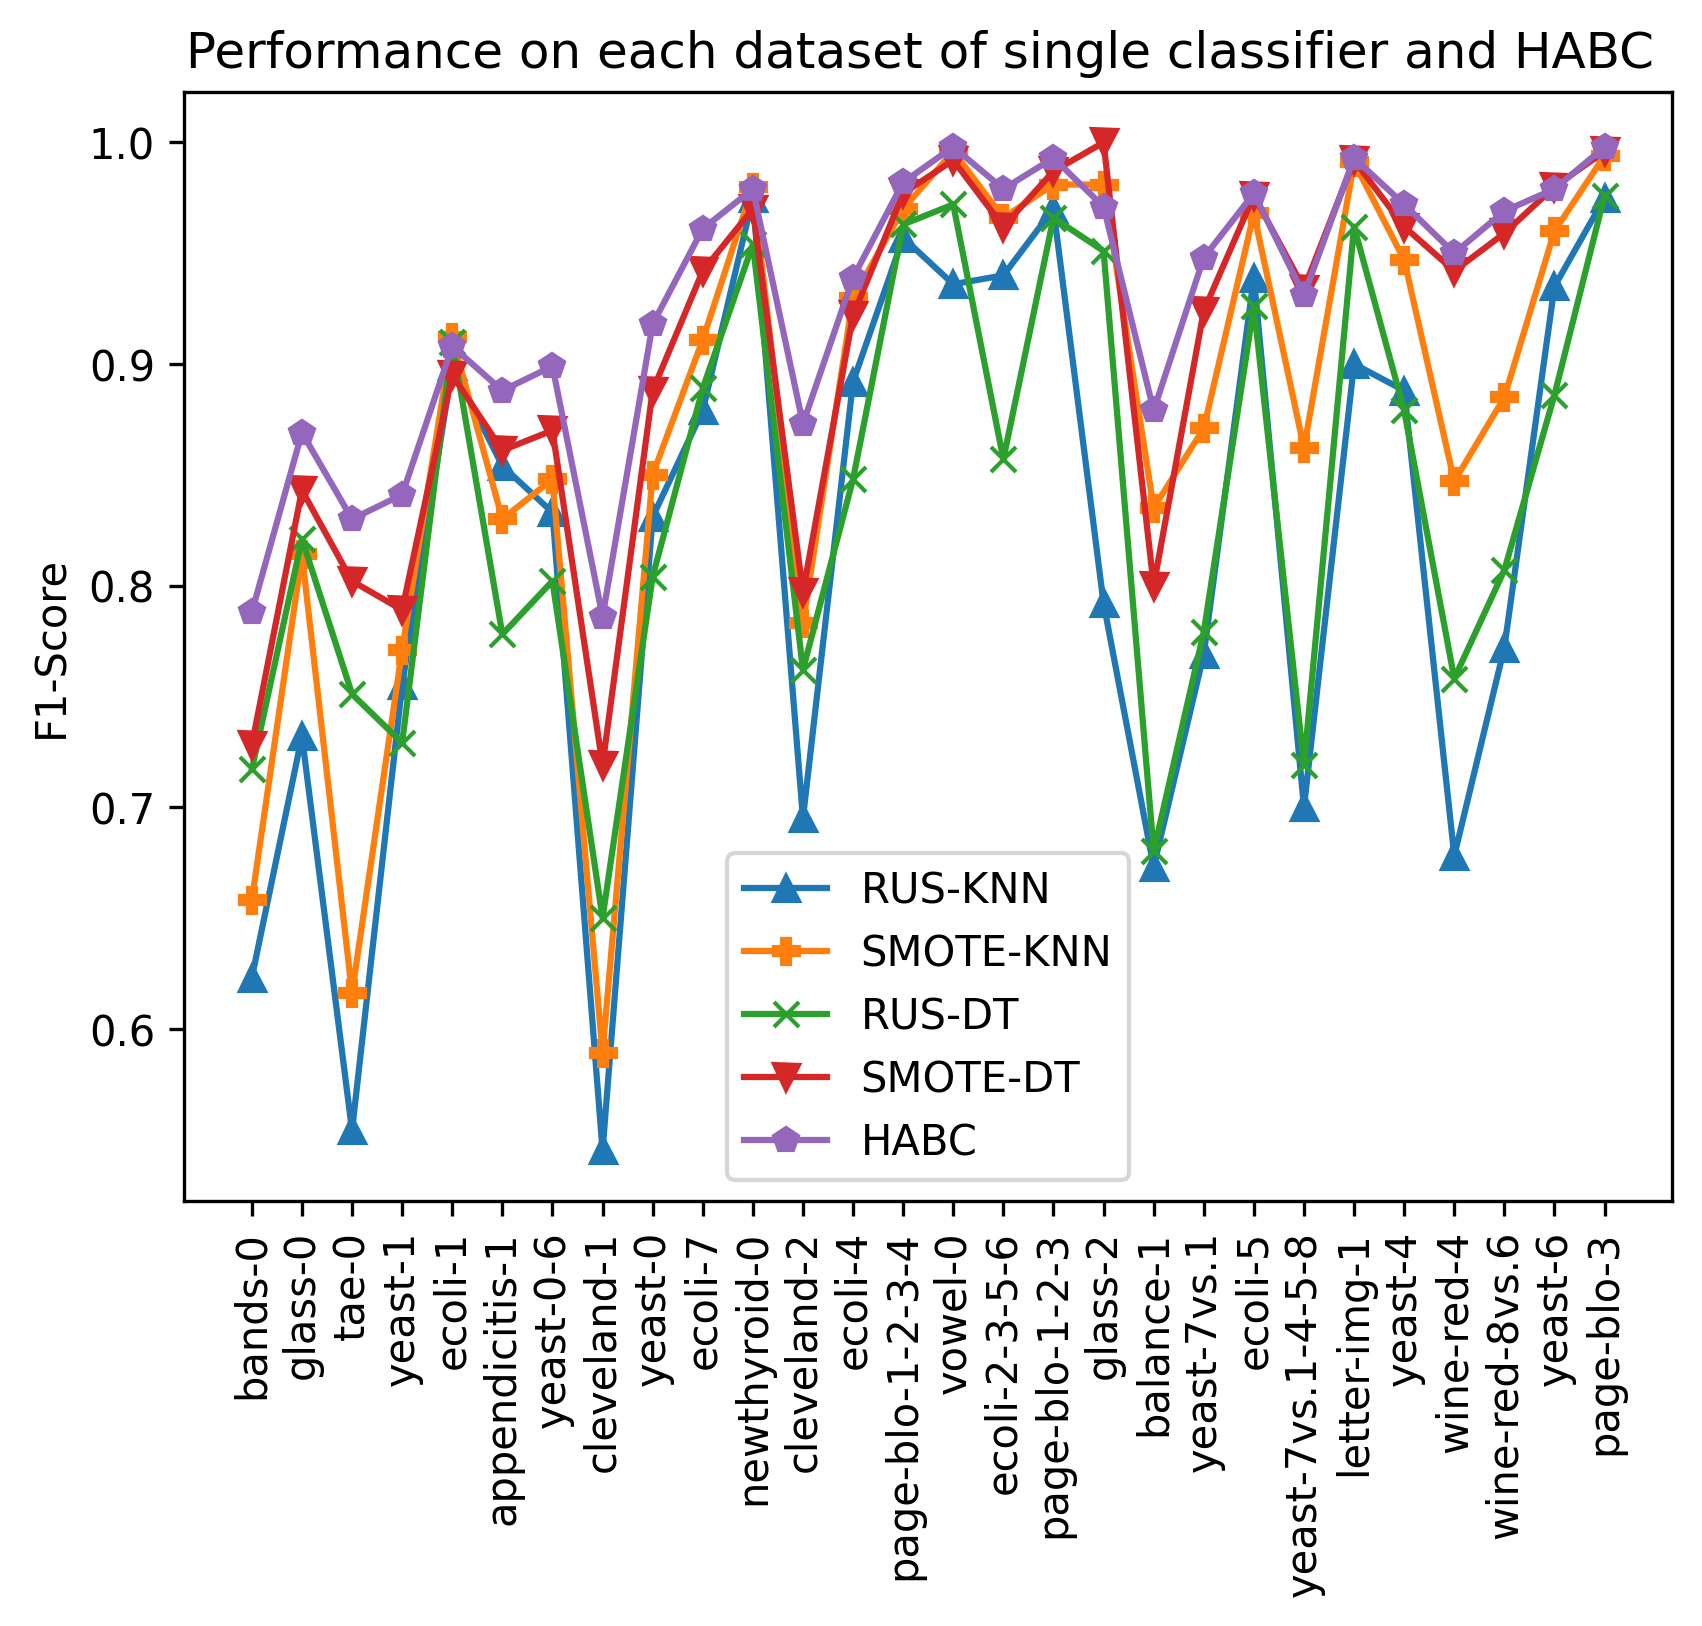 Performance on each dataset of single classifier and HABC
F1-Score
1.0
0.9
0.8
0.7
0.6
RUS-KNN
SMOTE-KNN
RUS-DT
SMOTE-DT
HABC
bands-0
glass-0
tae-0
yeast-1
ecoli-1
appendicitis-1
yeast-0-6
cleveland-1
yeast-0
ecoli-7
newthyroid-0
cleveland-2
ecoli-4
page-blo-1-2-3-4
vowel-0
ecoli-2-3-5-6
page-blo-1-2-3
glass-2
balance-1
yeast-7vs.1
ecoli-5
yeast-7vs.1-4-5-8
letter-img-1
yeast-4
wine-red-4
wine-red-8vs.6
yeast-6
page-blo-3